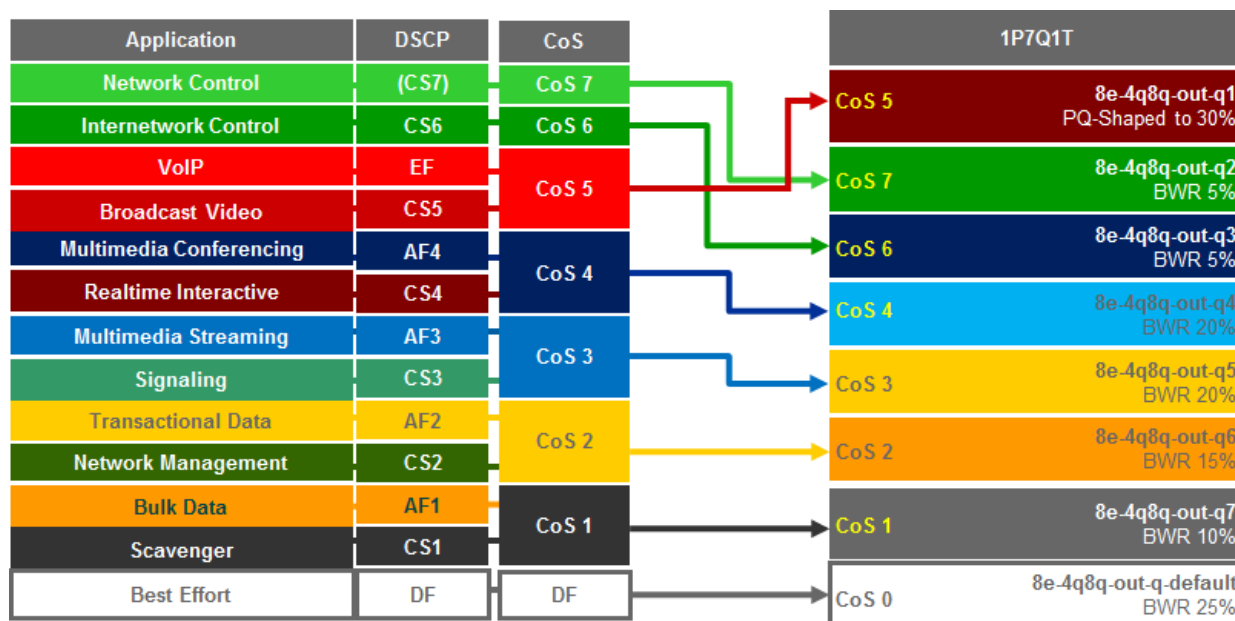 Application DSCP CoS 1P7Q1T
Network Control (CS7) CoS 7
Internetwork Control CS6 CoS 6
VoIP EF CoS 5
Broadcast Video CS5
Multimedia Conferencing AF4 CoS 4
Realtime Interactive CS4
Multimedia Streaming AF3 CoS 3
Signaling CS3
Transactional Data AF2 CoS 2
Network Management CS2
Bulk Data AF1 CoS 1
Scavenger CS1
Best Effort DF DF
CoS 5 8e-4q8q-out-q1
PQ-Shaped to 30%
CoS 7 8e-4q8q-out-q2
BWR 5%
CoS 6 8e-4q8q-out-q3
BWR 5%
CoS 4 8e-4q8q-out-q4
BWR 20%
CoS 3 8e-4q8q-out-q5
BWR 20%
CoS 2 8e-4q8q-out-q6
BWR 15%
CoS 1 8e-4q8q-out-q7
BWR 10%
CoS 0 8e-4q8q-out-q-default
BWR 25%